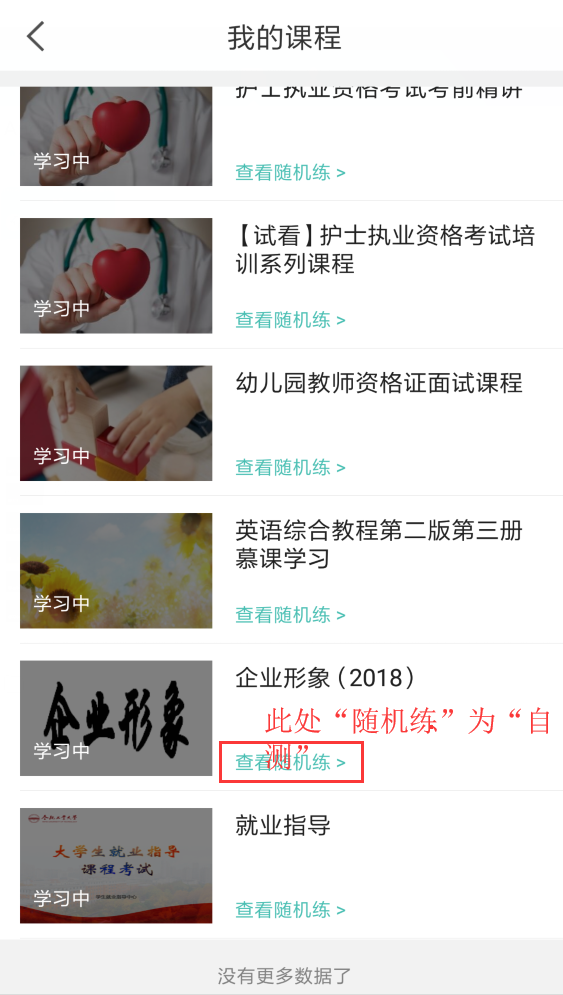 我的课程
护士执业资格考试考前精讲
学习中
查看随机练 >
【试看】护士执业资格考试培
训系列课程
学习中
查看随机练 >
幼儿园教师资格证面试课程
学习中
查看随机练 >
英语综合教程第二版第三册
慕课学习
学习中
查看随机练 >
企业形象（2018）
企业形象
此处“随机练”为“自
测”
学习中
查看随机练 >
就业指导
合肥工业大学
大学生就业指导
课程考试
学习中
查看随机练 >
没有更多数据了